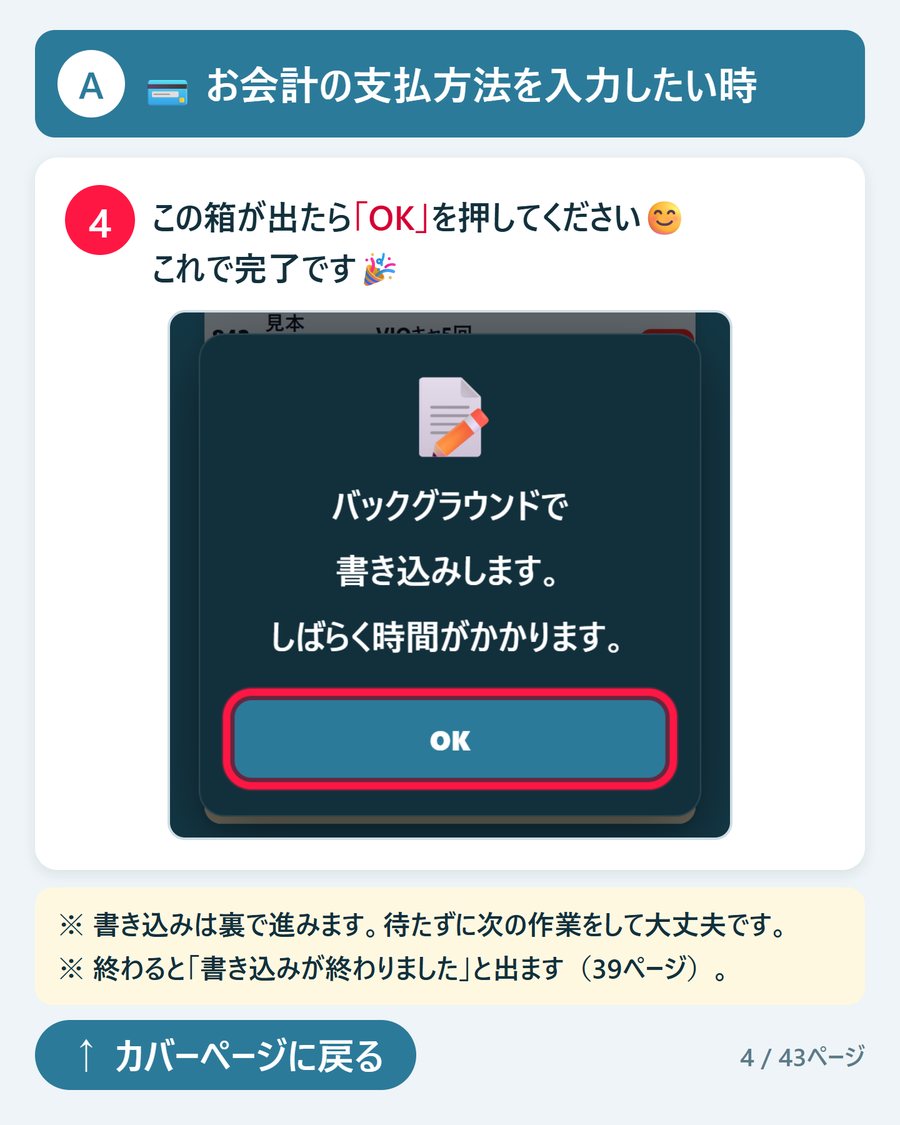 A お会計の支払方法を入力したい時
4 この箱が出たら「OK」を押してください
これで完了です
見本
バックグラウンドで
書き込みします。
しばらく時間がかかります。
OK
※ 書き込みは裏で進みます。待たずに次の作業をして大丈夫です。
※ 終わると「書き込みが終わりました」と出ます（39ページ）。
↑ カバーページに戻る
4 / 43ページ